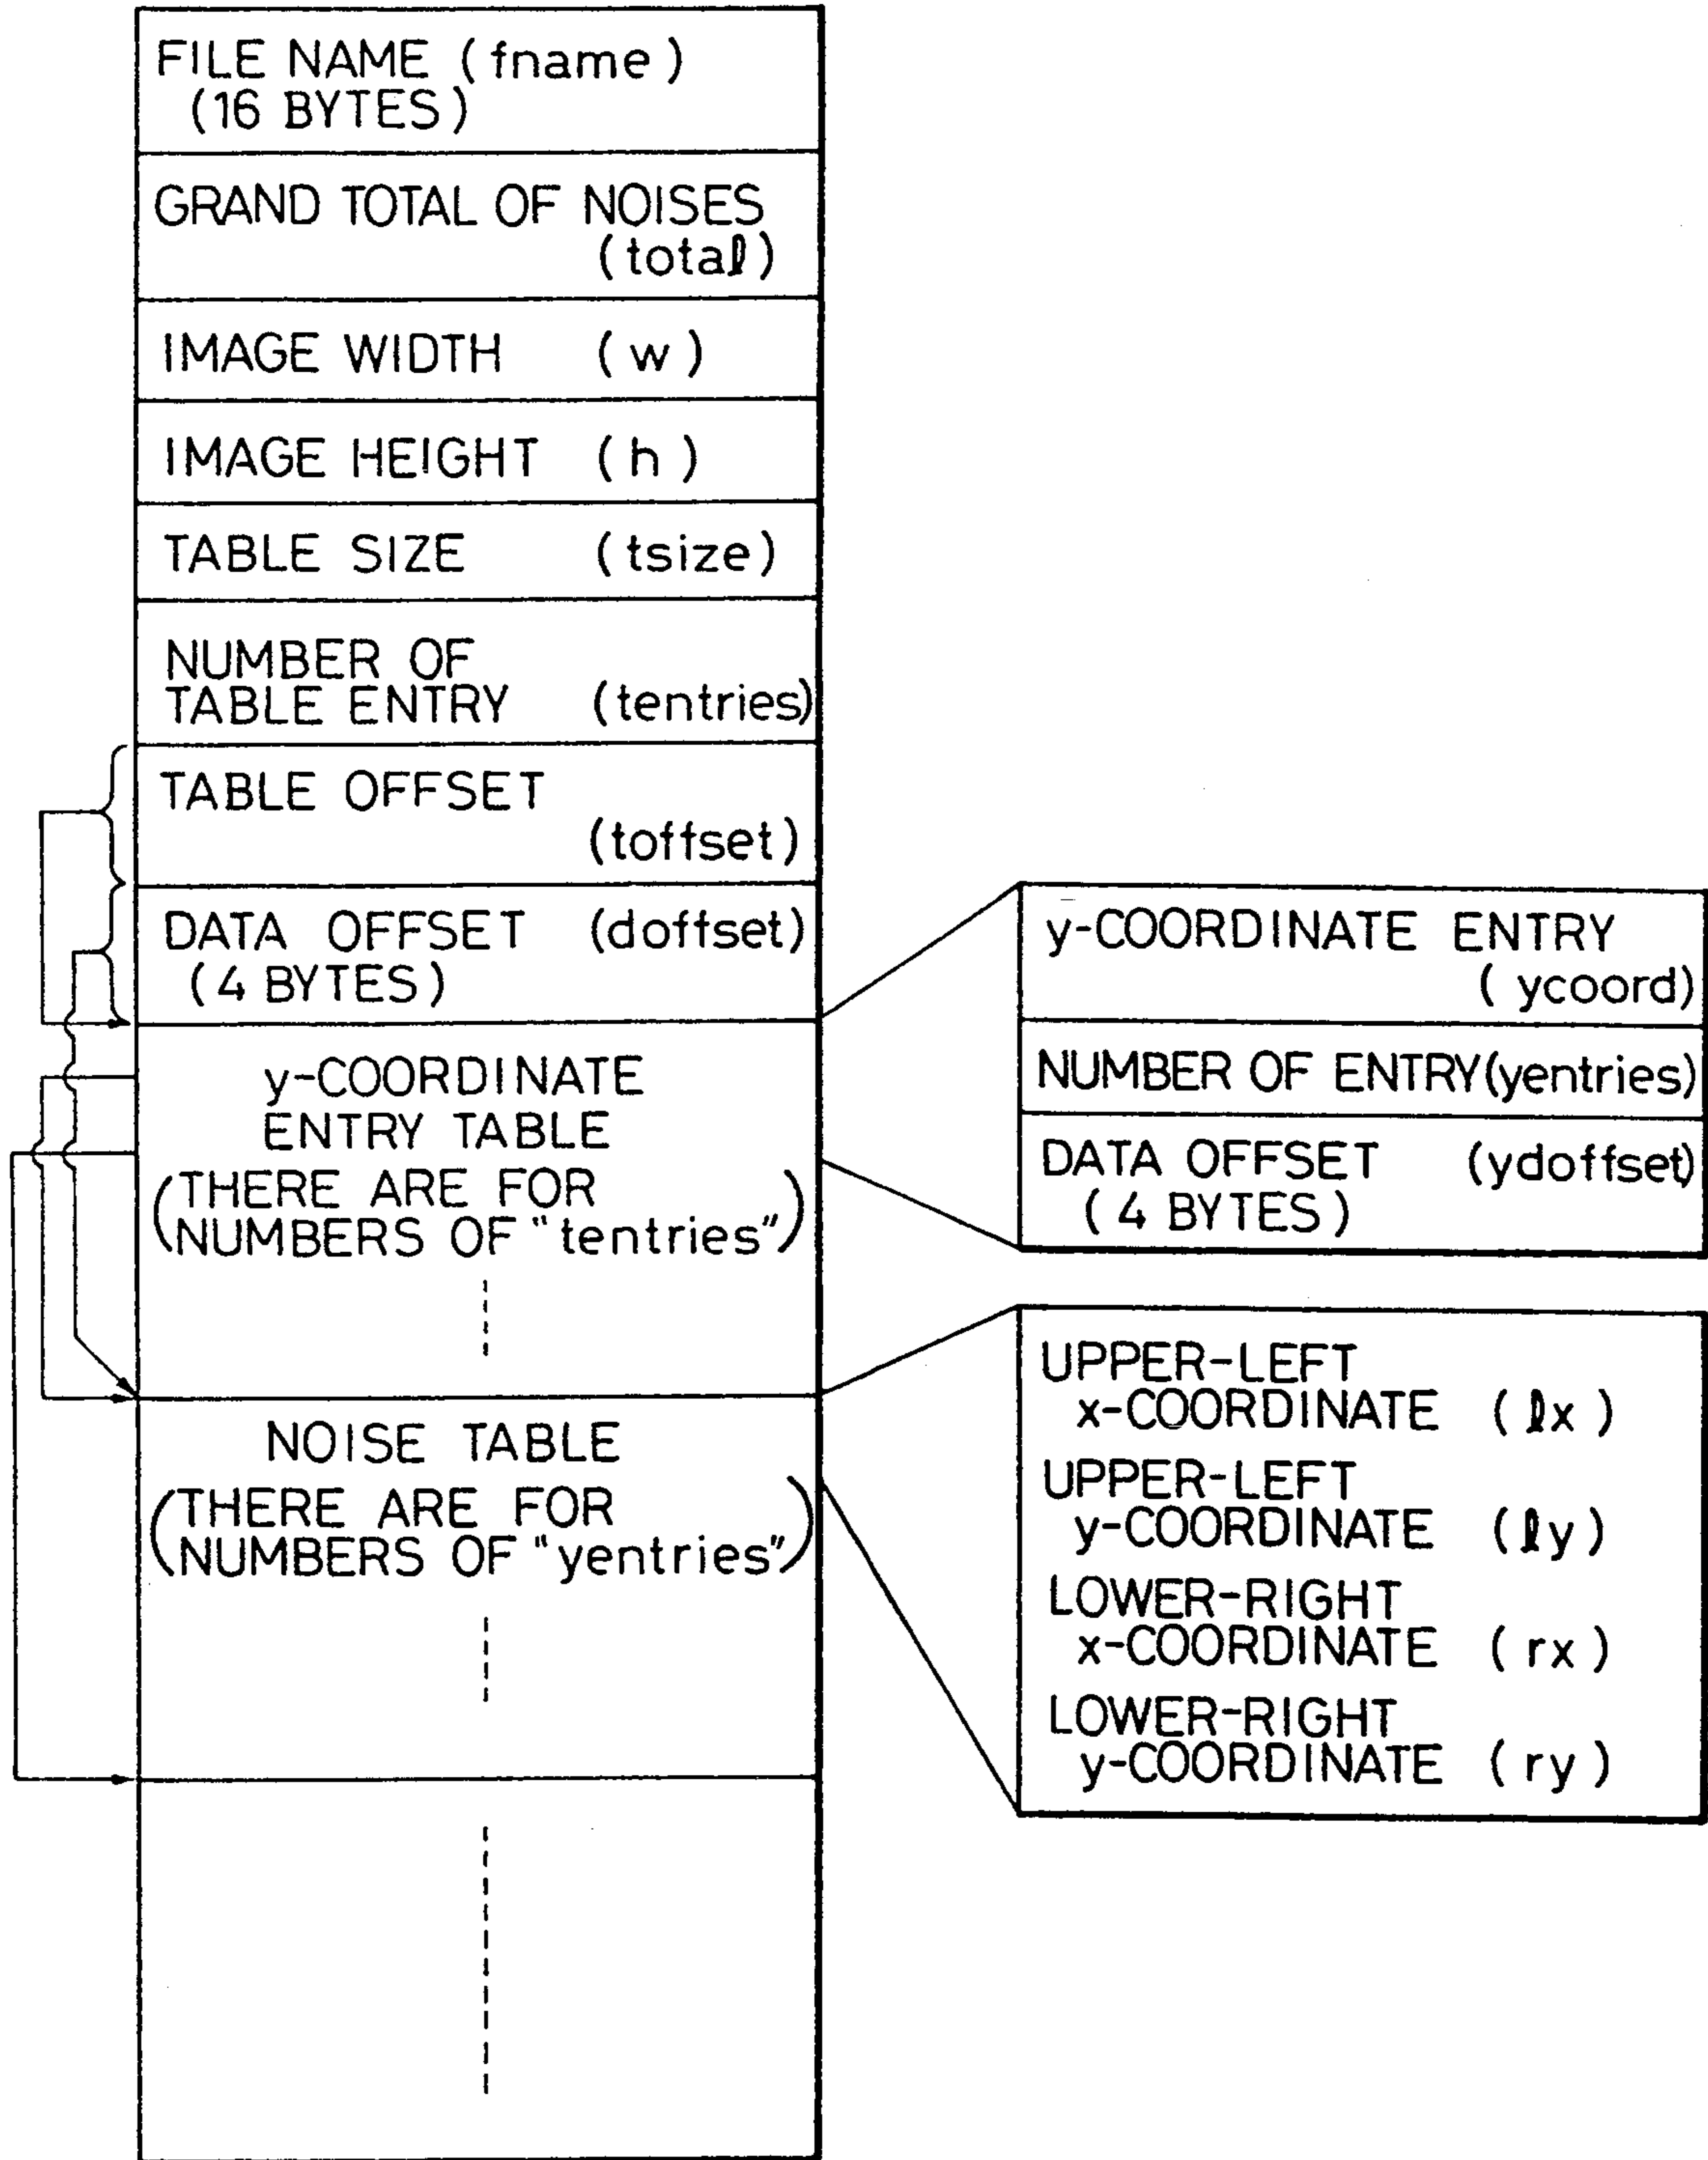 FILE NAME (fname)
(16 BYTES)
GRAND TOTAL OF NOISES
(total)
IMAGE WIDTH (w)
IMAGE HEIGHT (h)
TABLE SIZE (tsize)
NUMBER OF
TABLE ENTRY (tentries)
TABLE OFFSET
(toffset)
DATA OFFSET (doffset)
(4 BYTES)
y-COORDINATE
ENTRY TABLE
(THERE ARE FOR
NUMBERS OF "tentries")
NOISE TABLE
(THERE ARE FOR
NUMBERS OF "yentries")
y-COORDINATE ENTRY
(ycoord)
NUMBER OF ENTRY(yentries)
DATA OFFSET (ydoffset)
(4 BYTES)
UPPER-LEFT
x-COORDINATE (lx)
UPPER-LEFT
y-COORDINATE (ly)
LOWER-RIGHT
x-COORDINATE (rx)
LOWER-RIGHT
y-COORDINATE (ry)